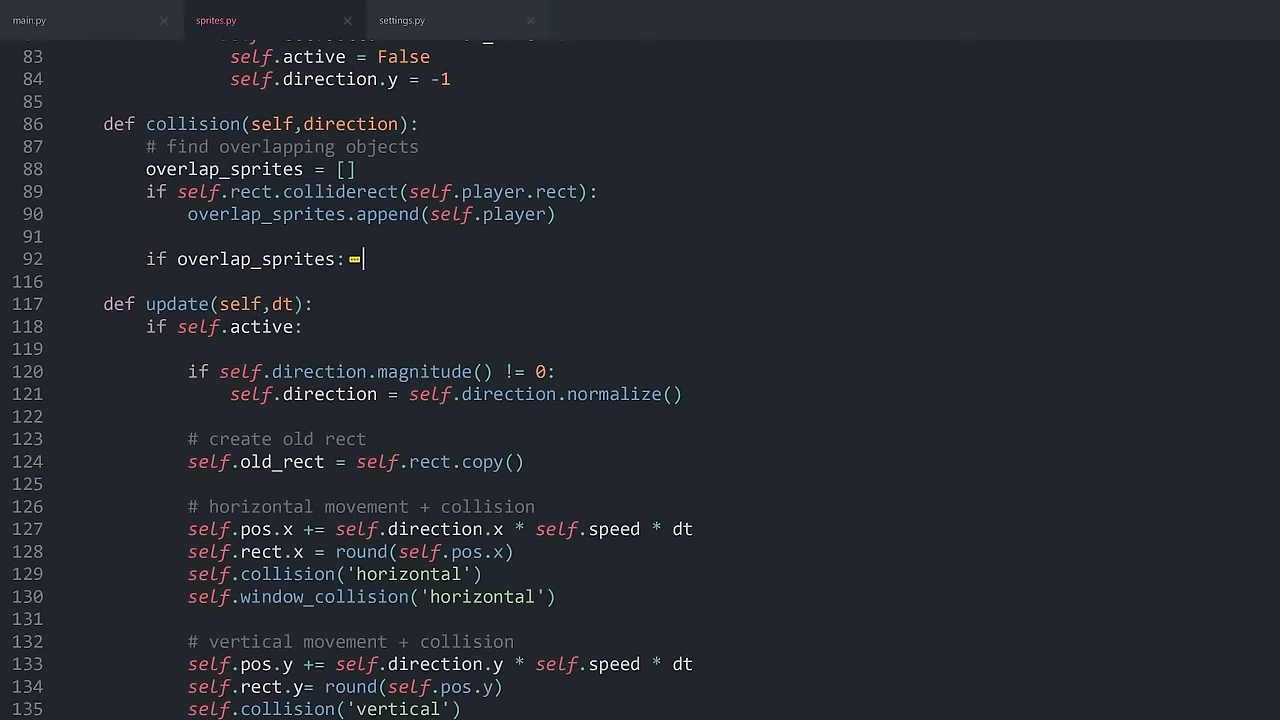 main.py
sprites.py
settings.py
83 self.active = False
84 self.direction.y = -1
85
86 def collision(self,direction):
87 # find overlapping objects
88 overlap_sprites = []
89 if self.rect.colliderect(self.player.rect):
90 overlap_sprites.append(self.player)
91
92 if overlap_sprites:
116
117 def update(self,dt):
118 if self.active:
119
120 if self.direction.magnitude() != 0:
121 self.direction = self.direction.normalize()
122
123 # create old rect
124 self.old_rect = self.rect.copy()
125
126 # horizontal movement + collision
127 self.pos.x += self.direction.x * self.speed * dt
128 self.rect.x = round(self.pos.x)
129 self.collision('horizontal')
130 self.window_collision('horizontal')
131
132 # vertical movement + collision
133 self.pos.y += self.direction.y * self.speed * dt
134 self.rect.y= round(self.pos.y)
135 self.collision('vertical')